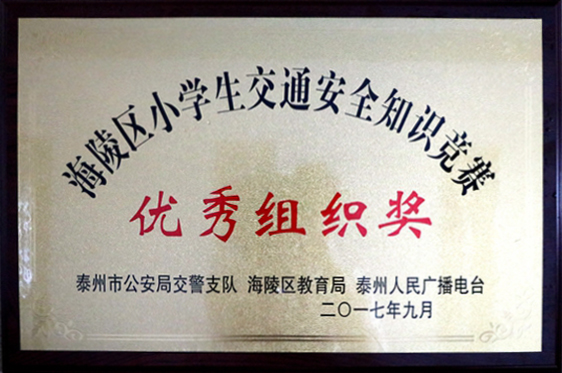 海陵区小学生交通安全知识竞赛
优秀组织奖
泰州市公安局交警支队 海陵区教育局 泰州人民广播电台
二〇一七年九月